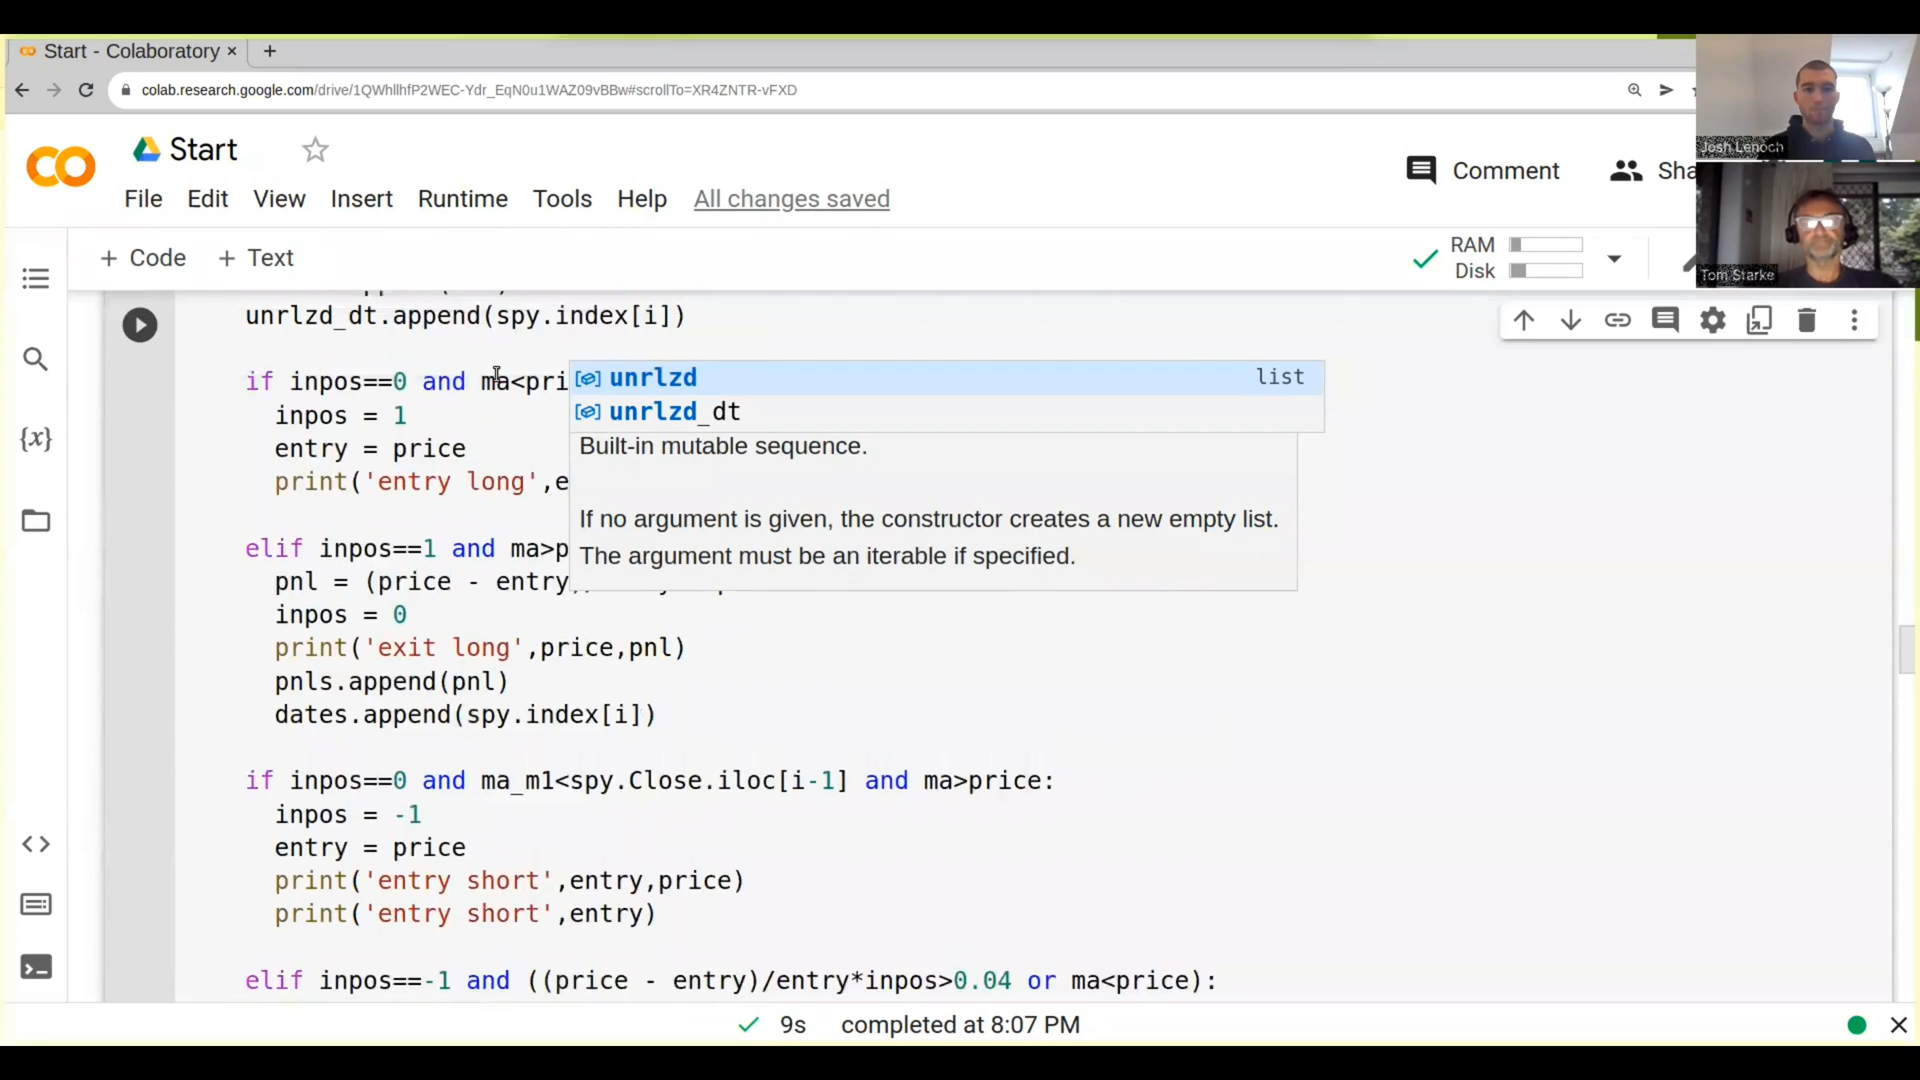 Start - Colaboratory
colab.research.google.com/drive/1QWhllhfP2WEC-Ydr_EqN0u1WAZ09vBBw#scrollTo=XR4ZNTR-vFXD
Josh Lenoch
Start
Comment
Sha
File Edit View Insert Runtime Tools Help All changes saved
Tom Starke
+ Code + Text
RAM
Disk
unrlzd_dt.append(spy.index[i])
if inpos==0 and ma<pri
unrlzd list
unrlzd_dt
inpos = 1
entry = price
Built-in mutable sequence.
print('entry long',e
If no argument is given, the constructor creates a new empty list.
The argument must be an iterable if specified.
elif inpos==1 and ma>p
pnl = (price - entry
inpos = 0
print('exit long',price,pnl)
pnls.append(pnl)
dates.append(spy.index[i])
if inpos==0 and ma_m1<spy.Close.iloc[i-1] and ma>price:
inpos = -1
entry = price
print('entry short',entry,price)
print('entry short',entry)
elif inpos==-1 and ((price - entry)/entry*inpos>0.04 or ma<price):
9s completed at 8:07 PM